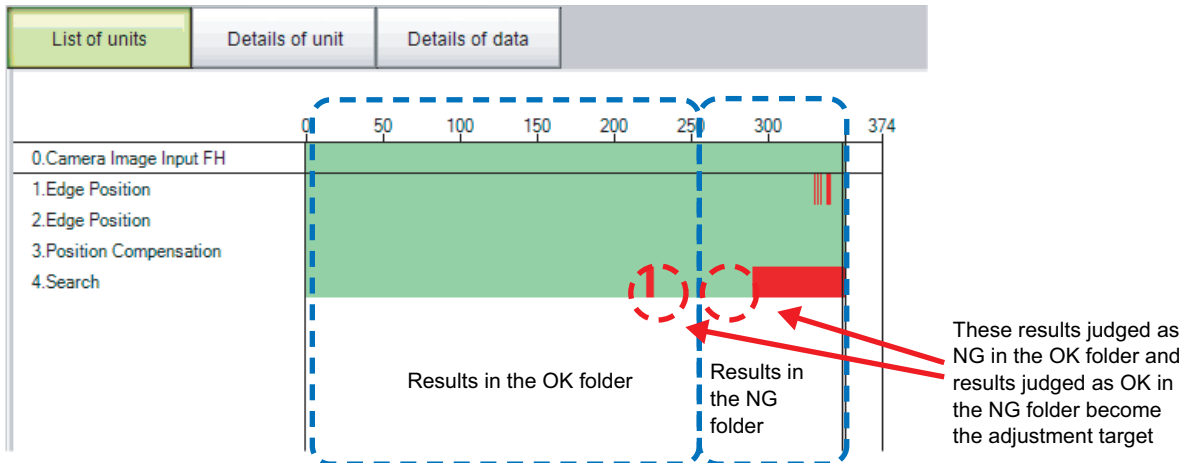 List of units
Details of unit
Details of data
0 50 100 150 200 250 300 374
0.Camera Image Input FH
1.Edge Position
2.Edge Position
3.Position Compensation
4.Search
Results in the OK folder
Results in
the NG
folder
These results judged as
NG in the OK folder and
results judged as OK in
the NG folder become
the adjustment target